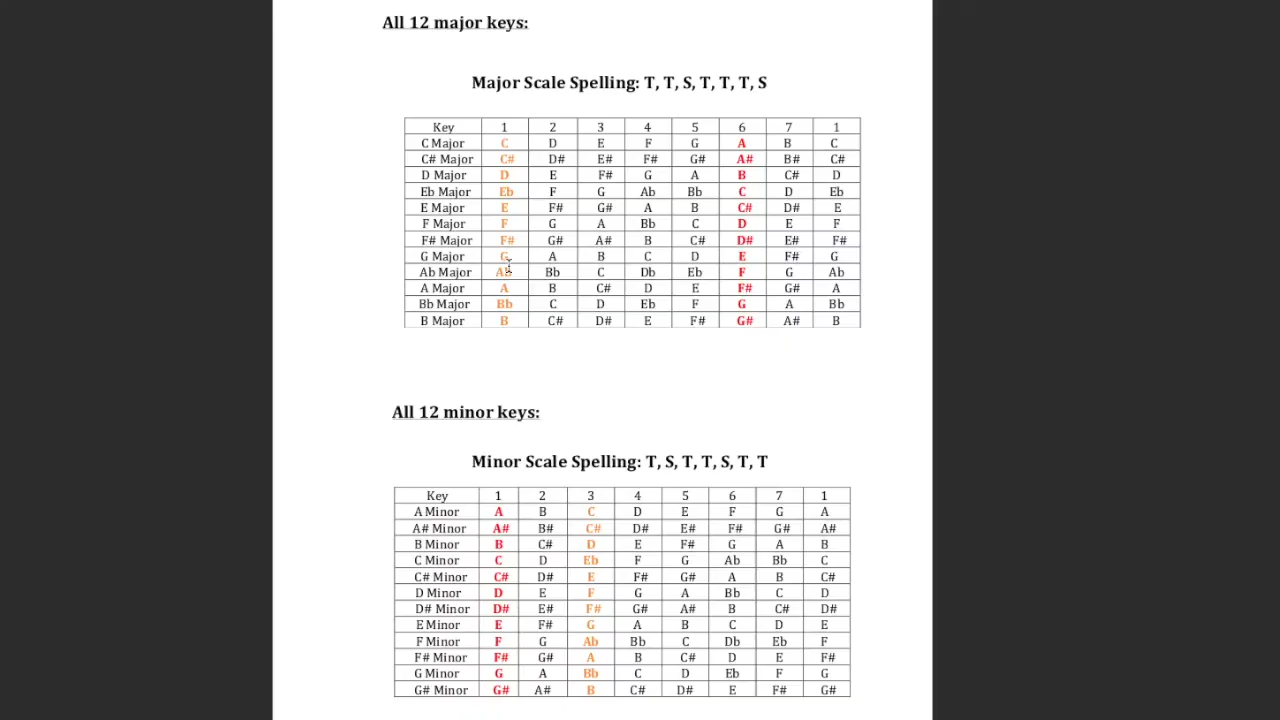 All 12 major keys:
Major Scale Spelling: T, T, S, T, T, T, S
Key 1 2 3 4 5 6 7 1
C Major C D E F G A B C
C# Major C# D# E# F# G# A# B# C#
D Major D E F# G A B C# D
Eb Major Eb F G Ab Bb C D Eb
E Major E F# G# A B C# D# E
F Major F G A Bb C D E F
F# Major F# G# A# B C# D# E# F#
G Major G A B C D E F# G
Ab Major Ab Bb C Db Eb F G Ab
A Major A B C# D E F# G# A
Bb Major Bb C D Eb F G A Bb
B Major B C# D# E F# G# A# B
All 12 minor keys:
Minor Scale Spelling: T, S, T, T, S, T, T
Key 1 2 3 4 5 6 7 1
A Minor A B C D E F G A
A# Minor A# B# C# D# E# F# G# A#
B Minor B C# D E F# G A B
C Minor C D Eb F G Ab Bb C
C# Minor C# D# E F# G# A B C#
D Minor D E F G A Bb C D
D# Minor D# E# F# G# A# B C# D#
E Minor E F# G A B C D E
F Minor F G Ab Bb C Db Eb F
F# Minor F# G# A B C# D E F#
G Minor G A Bb C D Eb F G
G# Minor G# A# B C# D# E F# G#